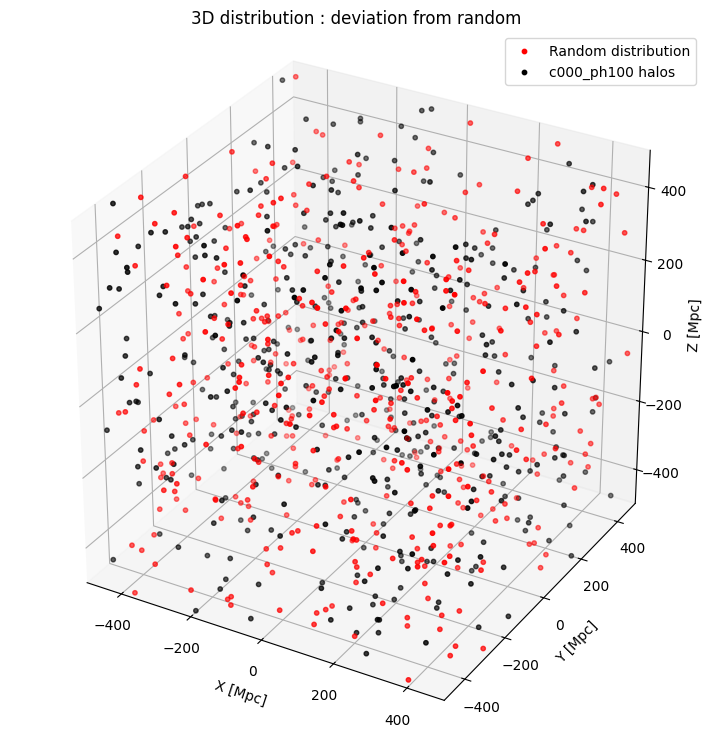 3D distribution : deviation from random
Random distribution
c000_ph100 halos
400
200
0
−200
−400
Z [Mpc]
−400
−200
0
200
400
X [Mpc]
400
200
0
−200
−400
Y [Mpc]